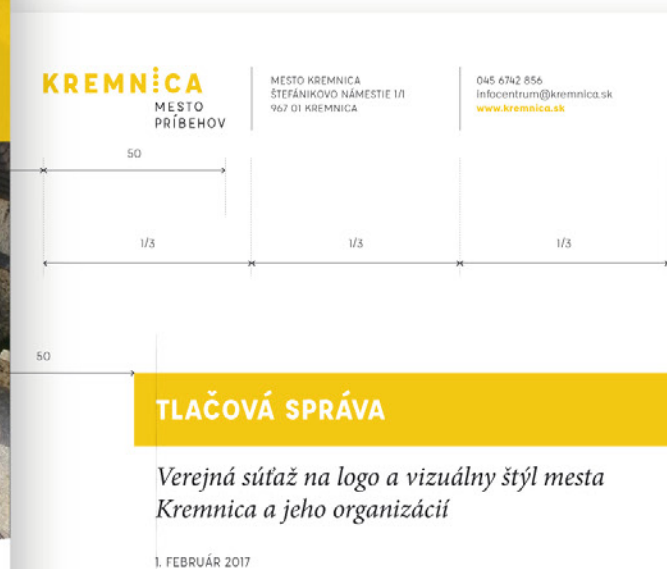 KREMNICA
MESTO
PRÍBEHOV
MESTO KREMNICA
ŠTEFÁNIKOVO NÁMESTIE 1/1
967 01 KREMNICA
045 6742 856
infocentrum@kremnica.sk
www.kremnica.sk
50
1/3
1/3
1/3
50
TLAČOVÁ SPRÁVA
Verejná súťaž na logo a vizuálny štýl mesta
Kremnica a jeho organizácií
1. FEBRUÁR 2017